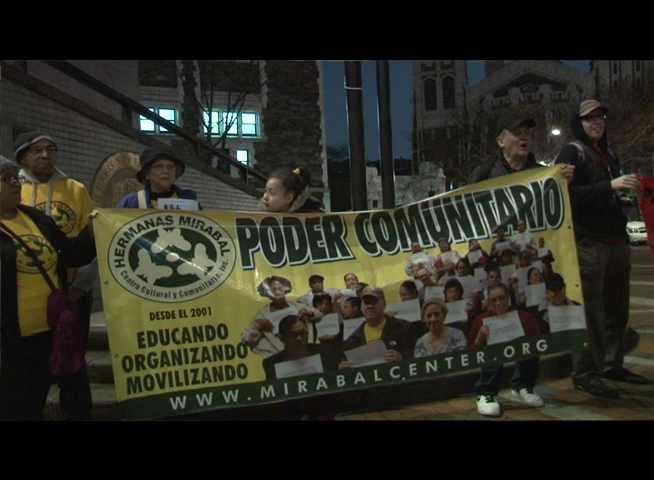 HERMANAS MIRABAL
Centro Cultural y Comunitario, Inc.
PODER COMUNITARIO
DESDE EL 2001
EDUCANDO
ORGANIZANDO
MOVILIZANDO
WWW.MIRABALCENTER.ORG